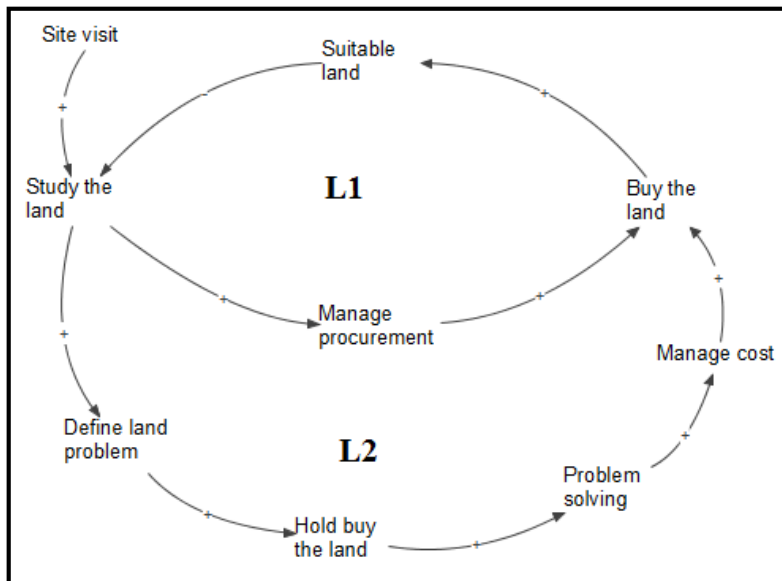 Site visit
Suitable
land
+
-
+
Study the
land
L1
Buy the
land
+
+
+
Manage
procurement
+
Manage cost
Define land
problem
L2
+
Problem
solving
+
Hold buy
the land
+